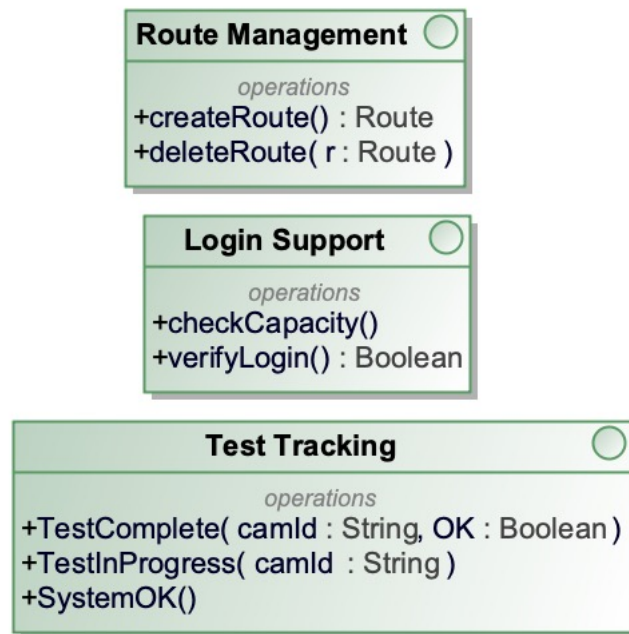 Route Management
operations
+createRoute() : Route
+deleteRoute( r : Route )
Login Support
operations
+checkCapacity()
+verifyLogin() : Boolean
Test Tracking
operations
+TestComplete( camId : String, OK : Boolean )
+TestInProgress( camId : String )
+SystemOK()